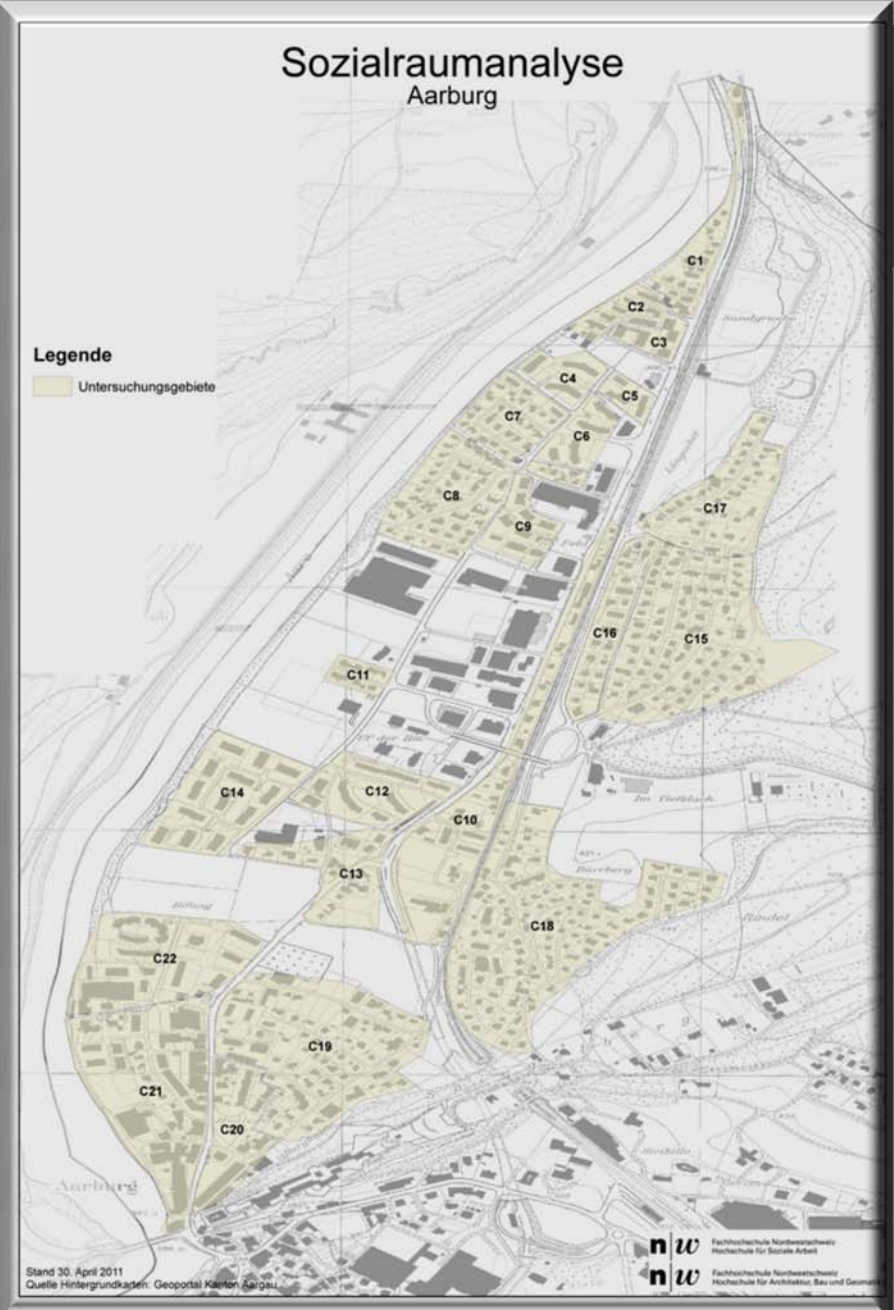 Sozialraumanalyse
Aarburg
C1
C2
C3
Legende
Untersuchungsgebiete
C4
C5
C7
C6
C8
C17
C9
C16
C15
C11
Im Tiefelach
C14
C12
C10
C13
Bäreberg
Rindel
C18
C22
C19
C21
C20
Aarburg
n w Fachhochschule Nordwestschweiz
Hochschule für Soziale Arbeit
n w Fachhochschule Nordwestschweiz
Hochschule für Architektur, Bau und Geomatik
Stand 30. April 2011
Quelle Hintergrundkarten: Geoportal Kanton Aargau